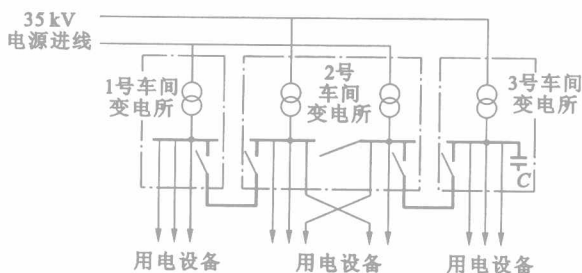 35 kV
电源进线
1号车间
变电所
2号
车间
变电所
3号车间
变电所
C
用电设备
用电设备
用电设备